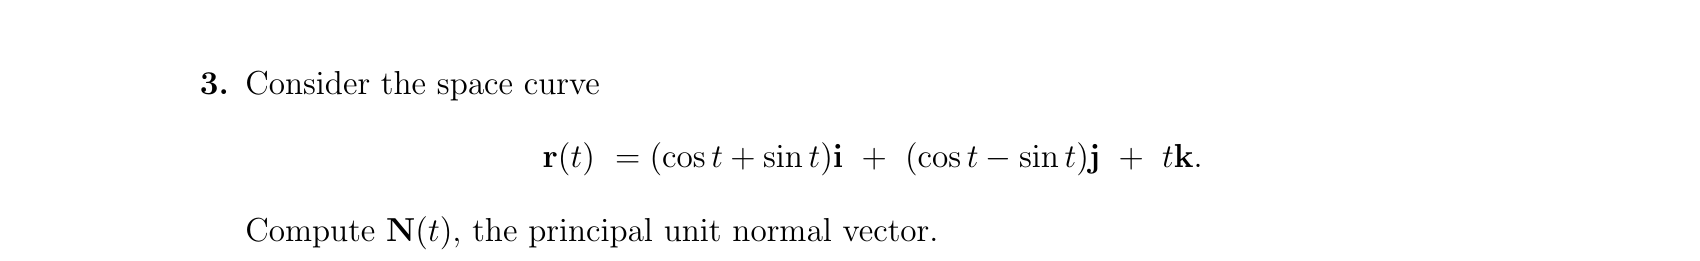 3. Consider the space curve
r(t) = (cos t + sin t)i + (cos t − sin t)j + tk.
Compute N(t), the principal unit normal vector.